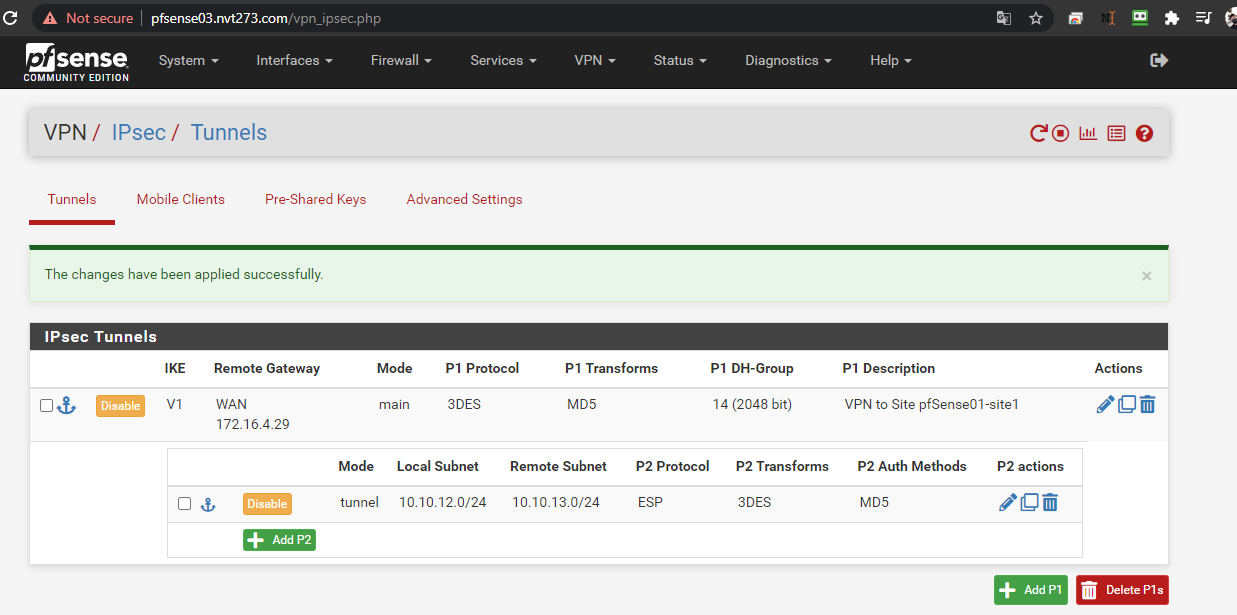 Not secure pfsense03.nvt273.com/vpn_ipsec.php
pfsense
COMMUNITY EDITION
System Interfaces Firewall Services VPN Status Diagnostics Help
VPN / IPsec / Tunnels
Tunnels Mobile Clients Pre-Shared Keys Advanced Settings
The changes have been applied successfully. ×
IPsec Tunnels
IKE Remote Gateway Mode P1 Protocol P1 Transforms P1 DH-Group P1 Description Actions
Disable V1 WAN main 3DES MD5 14 (2048 bit) VPN to Site pfSense01-site1
172.16.4.29
Mode Local Subnet Remote Subnet P2 Protocol P2 Transforms P2 Auth Methods P2 actions
Disable tunnel 10.10.12.0/24 10.10.13.0/24 ESP 3DES MD5
Add P2
Add P1 Delete P1s